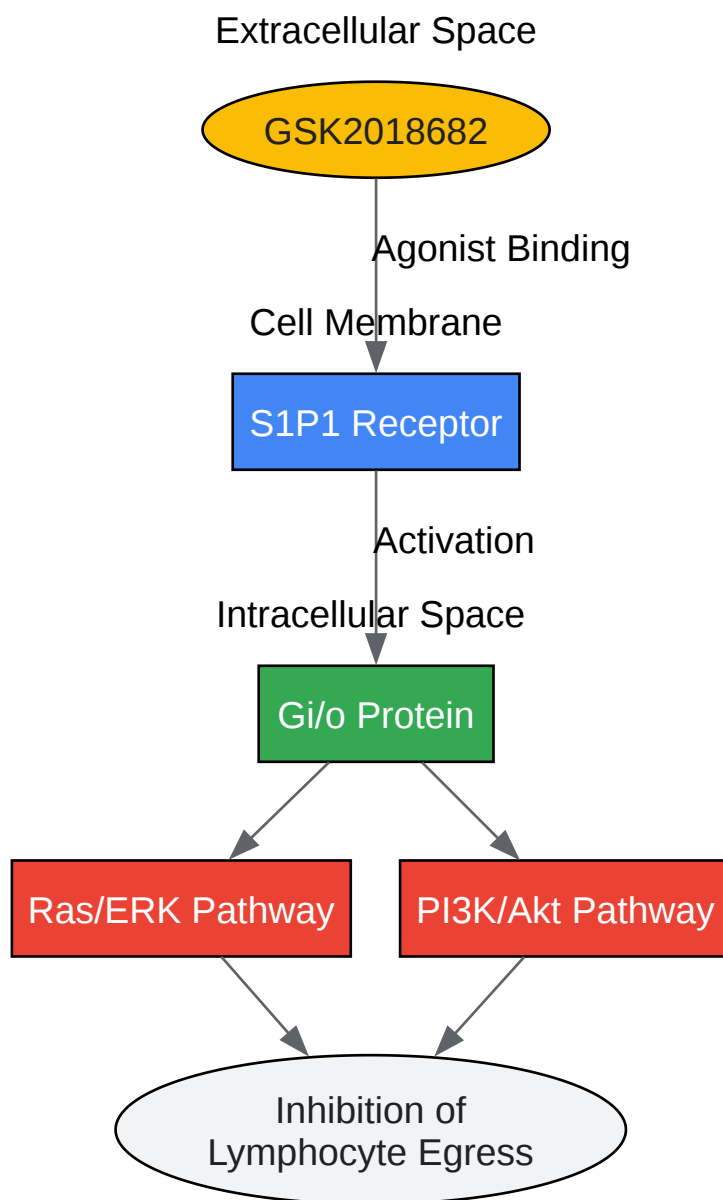 Extracellular Space
GSK2018682
Agonist Binding
Cell Membrane
S1P1 Receptor
Activation
Intracellular Space
Gi/o Protein
Ras/ERK Pathway
PI3K/Akt Pathway
Inhibition of
Lymphocyte Egress